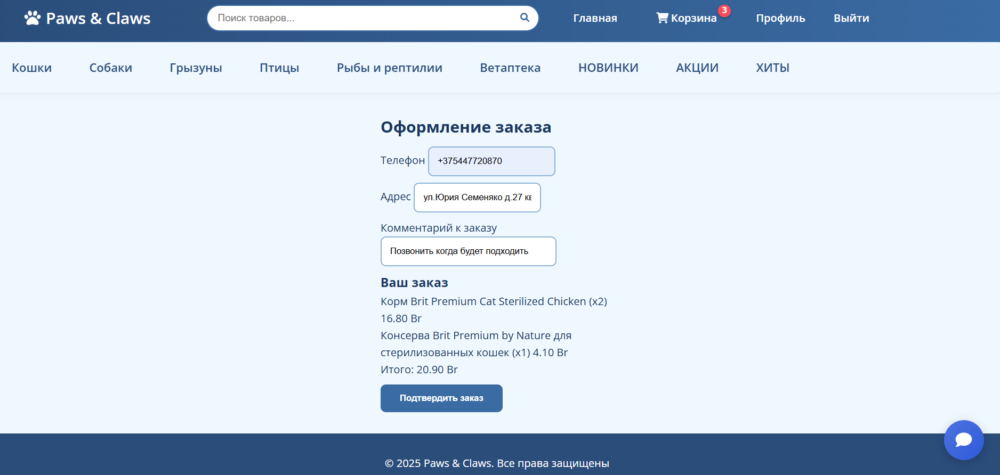 Paws & Claws
Поиск товаров...
Главная
Корзина
3
Профиль
Выйти
Кошки
Собаки
Грызуны
Птицы
Рыбы и рептилии
Ветаптека
НОВИНКИ
АКЦИИ
ХИТЫ
Оформление заказа
Телефон +375447720870
Адрес ул.Юрия Семеняко д.27 кв
Комментарий к заказу
Позвонить когда будет подходить
Ваш заказ
Корм Brit Premium Cat Sterilized Chicken (x2)
16.80 Br
Консерва Brit Premium by Nature для
стерилизованных кошек (x1) 4.10 Br
Итого: 20.90 Br
Подтвердить заказ
© 2025 Paws & Claws. Все права защищены